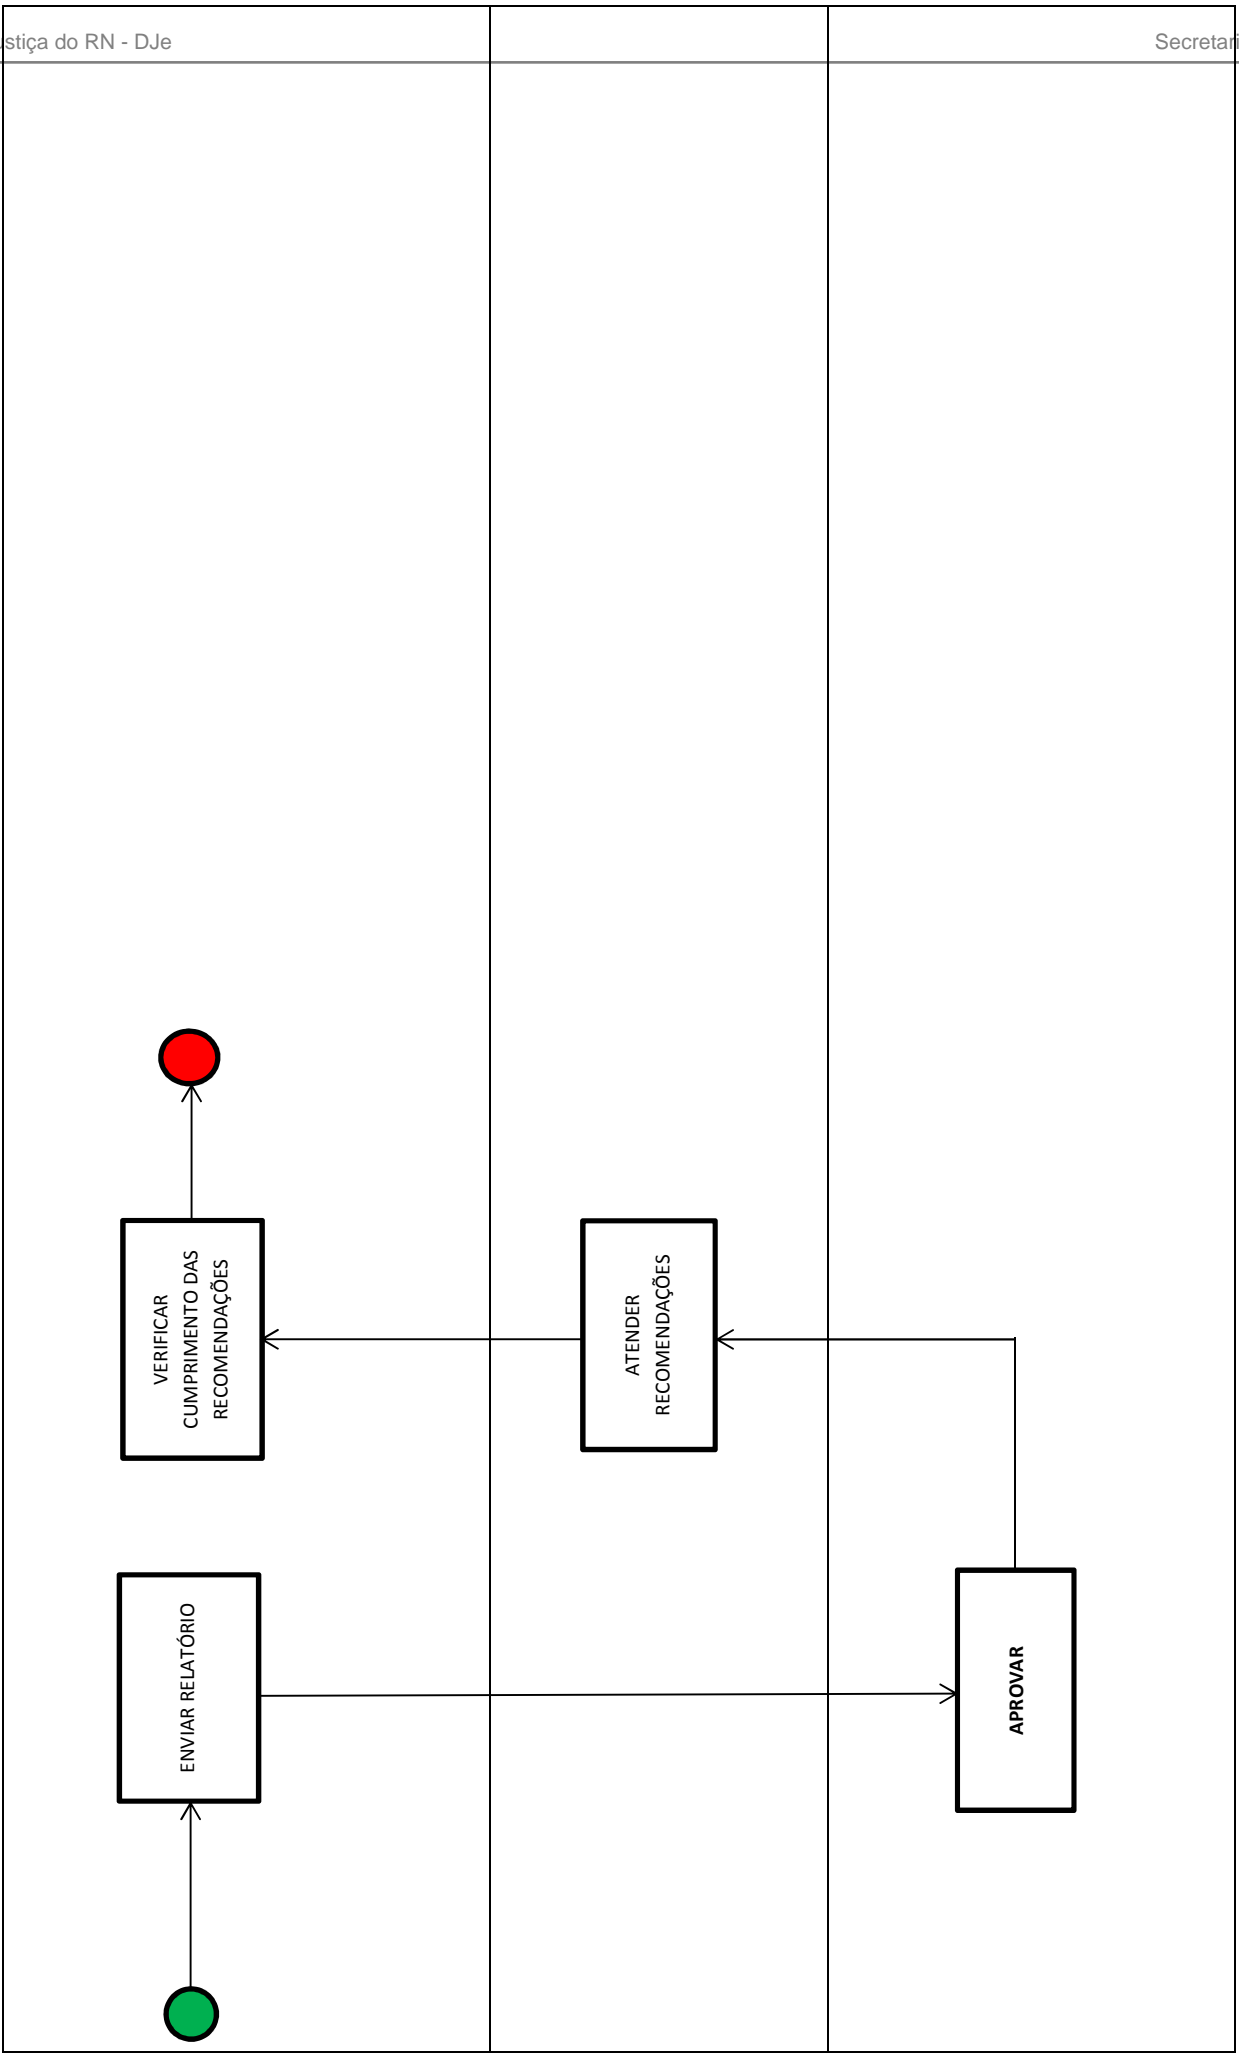 stiça do RN - DJe
Secretari
VERIFICAR
CUMPRIMENTO DAS
RECOMENDAÇÕES
ATENDER
RECOMENDAÇÕES
ENVIAR RELATÓRIO
APROVAR